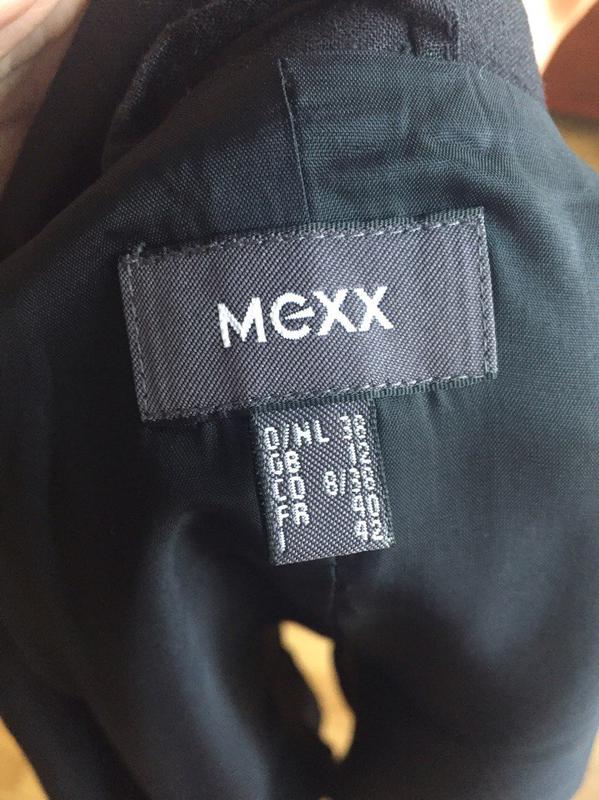 MEXX
D/NL 38
GB 12
CD 8/38
FR 40
I 42